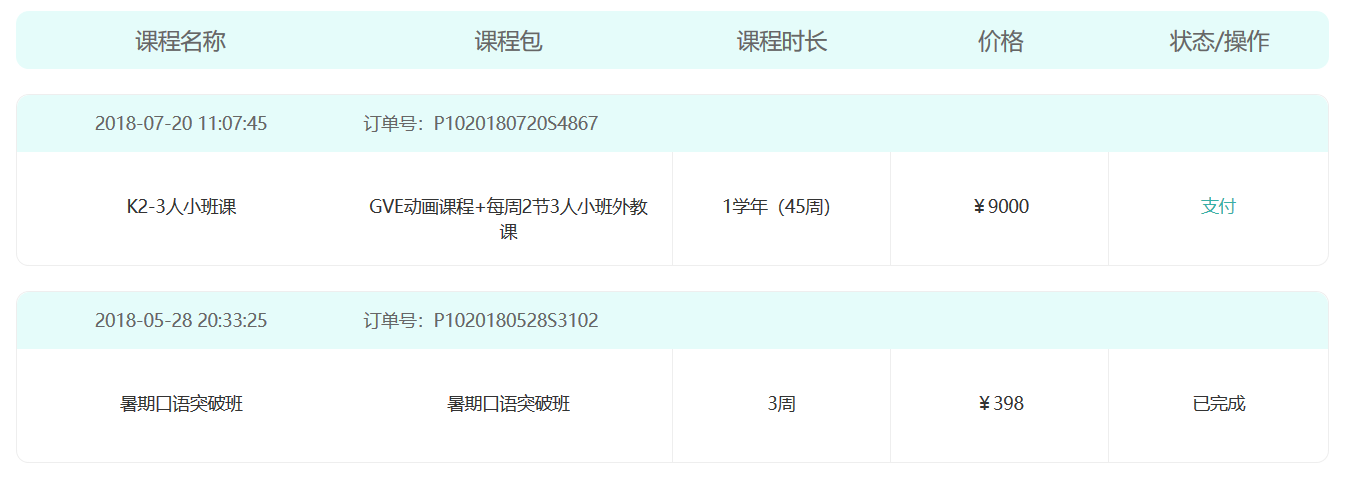 课程名称 课程包 课程时长 价格 状态/操作
2018-07-20 11:07:45 订单号：P1020180720S4867
K2-3人小班课 GVE动画课程+每周2节3人小班外教 1学年（45周） ¥9000 支付
课
2018-05-28 20:33:25 订单号：P1020180528S3102
暑期口语突破班 暑期口语突破班 3周 ¥398 已完成